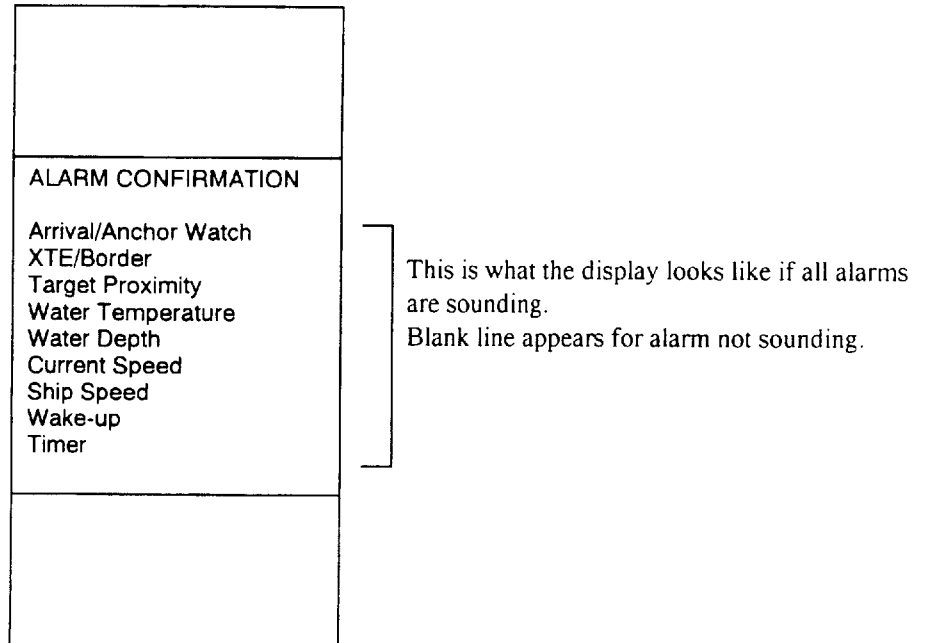 ALARM CONFIRMATION
Arrival/Anchor Watch
XTE/Border
Target Proximity
Water Temperature
Water Depth
Current Speed
Ship Speed
Wake-up
Timer
This is what the display looks like if all alarms
are sounding.
Blank line appears for alarm not sounding.